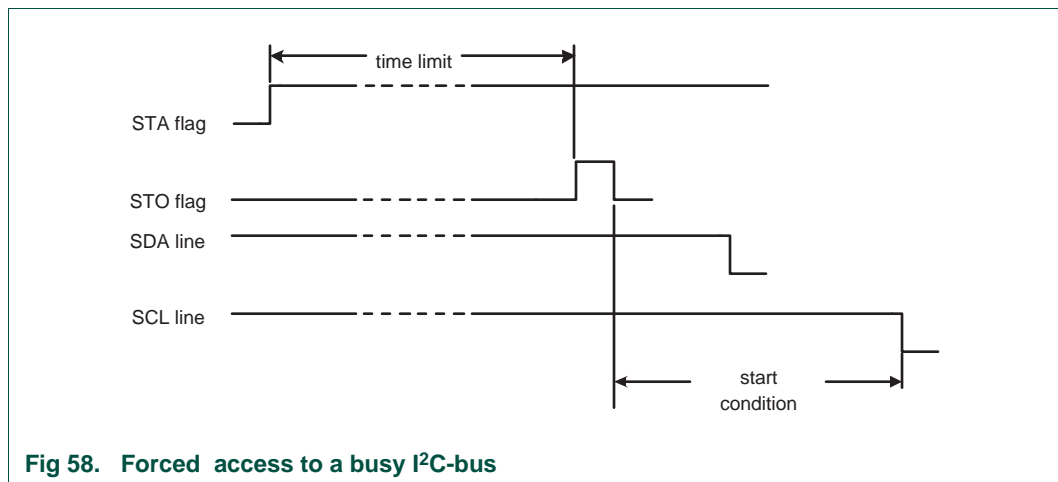 time limit
STA flag
STO flag
SDA line
SCL line
start
condition
Fig 58. Forced access to a busy I²C-bus